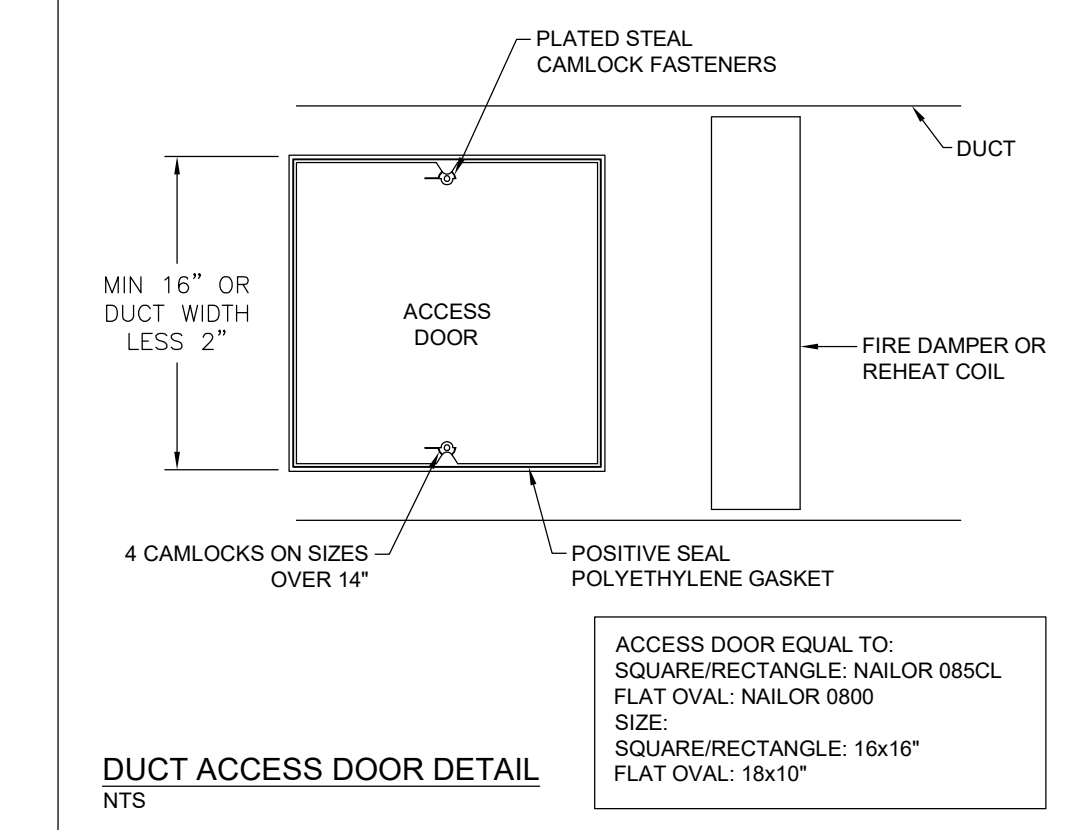 PLATED STEAL
CAMLOCK FASTENERS
DUCT
MIN 16” OR
DUCT WIDTH
LESS 2”
ACCESS
DOOR
FIRE DAMPER OR
REHEAT COIL
4 CAMLOCKS ON SIZES
OVER 14"
POSITIVE SEAL
POLYETHYLENE GASKET
ACCESS DOOR EQUAL TO:
SQUARE/RECTANGLE: NAILOR 085CL
FLAT OVAL: NAILOR 0800
SIZE:
SQUARE/RECTANGLE: 16x16"
FLAT OVAL: 18x10"
DUCT ACCESS DOOR DETAIL
NTS